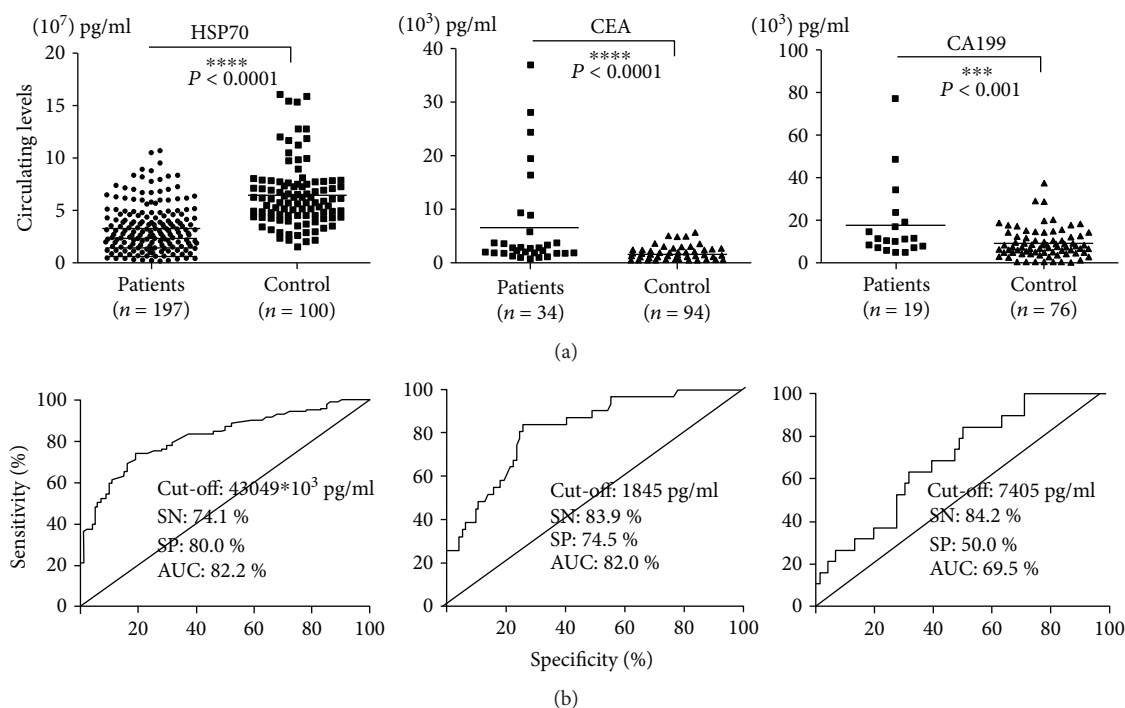 (10⁷) pg/ml
HSP70
****
P < 0.0001
Circulating levels
20
15
10
5
0
Patients
(n = 197)
Control
(n = 100)
(10³) pg/ml
CEA
****
P < 0.0001
40
30
20
10
0
Patients
(n = 34)
Control
(n = 94)
(10³) pg/ml
CA199
***
P < 0.001
100
80
60
40
20
0
Patients
(n = 19)
Control
(n = 76)
(a)
Sensitivity (%)
100
80
60
40
20
0
Cut-off: 43049*10³ pg/ml
SN: 74.1 %
SP: 80.0 %
AUC: 82.2 %
20 40 60 80 100
100
80
60
40
20
0
Cut-off: 1845 pg/ml
SN: 83.9 %
SP: 74.5 %
AUC: 82.0 %
20 40 60 80 100
100
80
60
40
20
0
Cut-off: 7405 pg/ml
SN: 84.2 %
SP: 50.0 %
AUC: 69.5 %
20 40 60 80 100
Specificity (%)
(b)